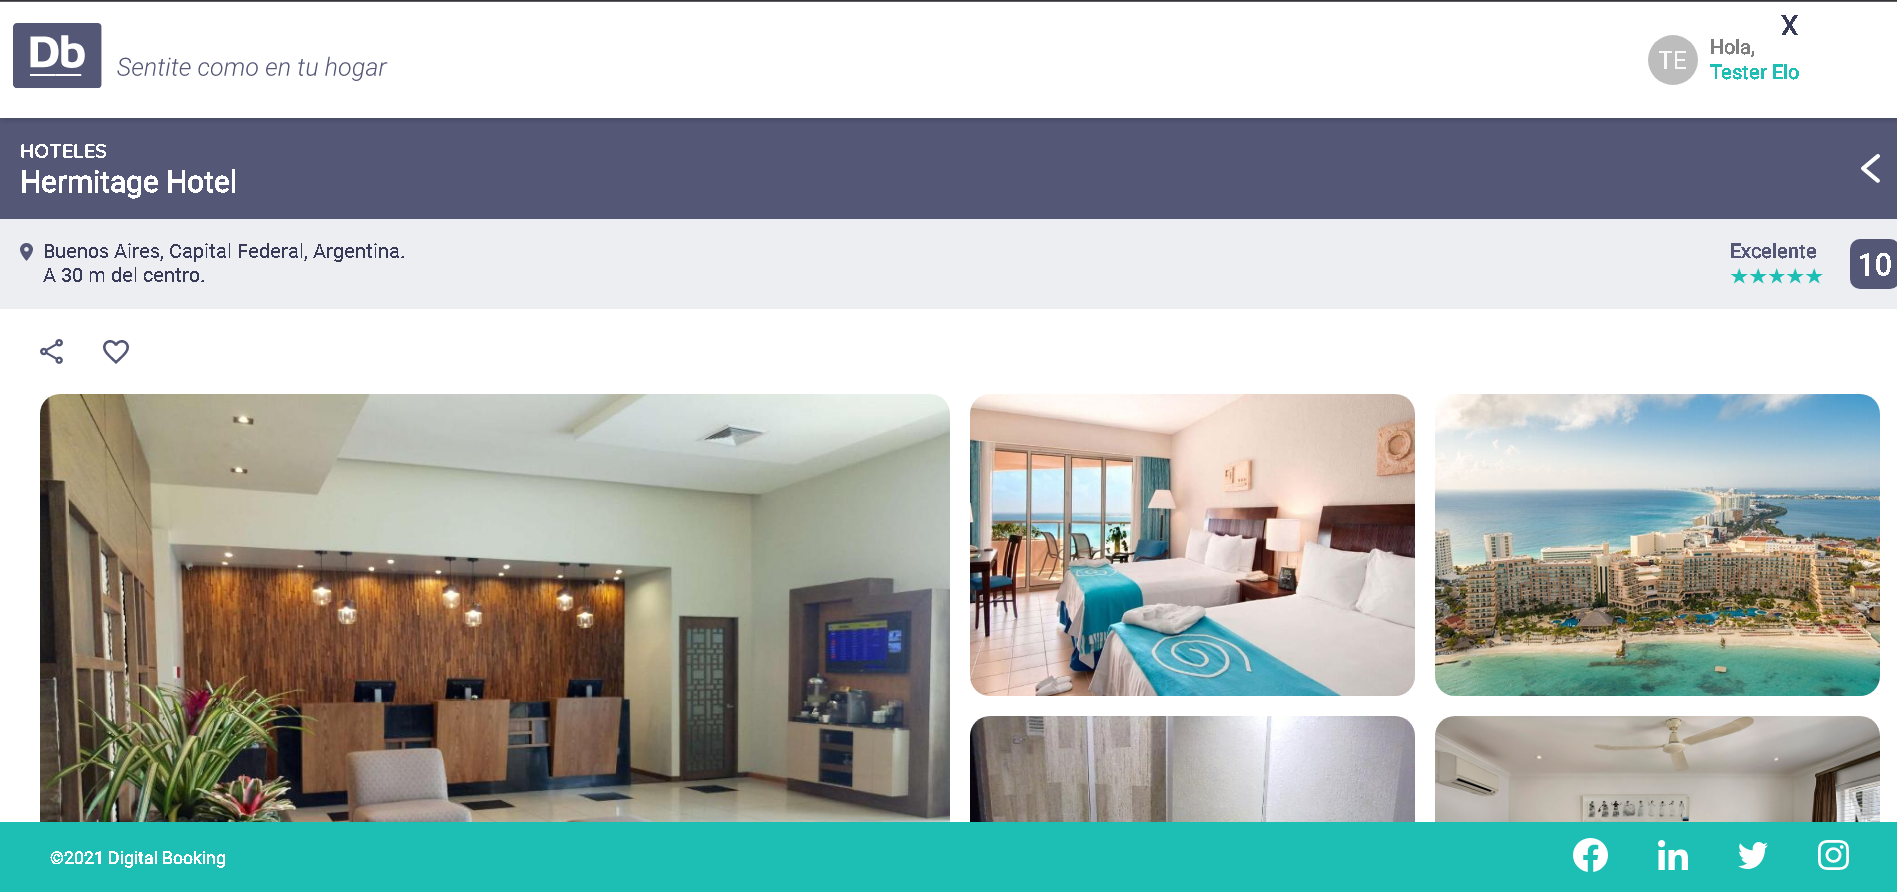 Db
Sentite como en tu hogar
X
TE
Hola,
Tester Elo
HOTELES
Hermitage Hotel
Buenos Aires, Capital Federal, Argentina.
A 30 m del centro.
Excelente
10
©2021 Digital Booking